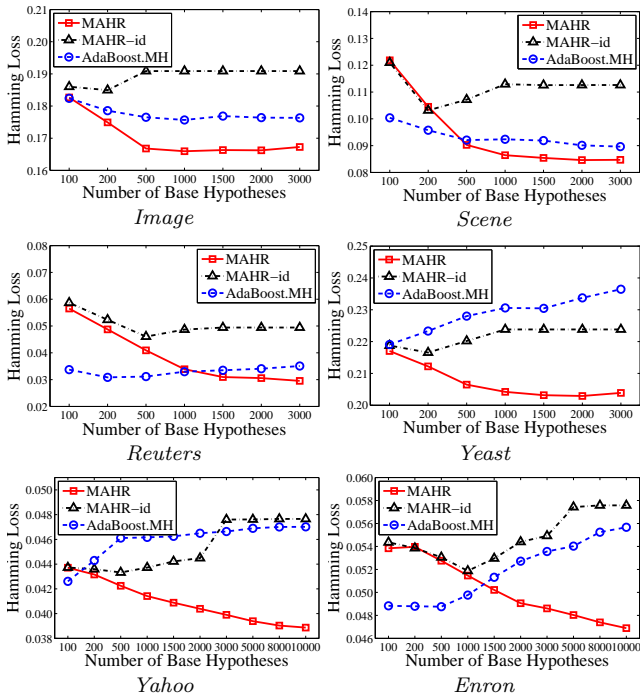 0.21
0.20
0.19
0.18
0.17
0.16
Hamming Loss
MAHR
MAHR-id
AdaBoost.MH
100 200 500 1000 1500 2000 3000
Number of Base Hypotheses
Image
0.14
0.13
0.12
0.11
0.10
0.09
0.08
Hamming Loss
MAHR
MAHR-id
AdaBoost.MH
100 200 500 1000 1500 2000 3000
Number of Base Hypotheses
Scene
0.08
0.07
0.06
0.05
0.04
0.03
0.02
Hamming Loss
MAHR
MAHR-id
AdaBoost.MH
100 200 500 1000 1500 2000 3000
Number of Base Hypotheses
Reuters
0.25
0.24
0.23
0.22
0.21
0.20
Hamming Loss
MAHR
MAHR-id
AdaBoost.MH
100 200 500 1000 1500 2000 3000
Number of Base Hypotheses
Yeast
0.050
0.048
0.046
0.044
0.042
0.040
0.038
Hamming Loss
MAHR
MAHR-id
AdaBoost.MH
100 200 500 1000 1500 2000 3000 5000 8000 10000
Number of Base Hypotheses
Yahoo
0.060
0.058
0.056
0.054
0.052
0.050
0.048
0.046
Hamming Loss
MAHR
MAHR-id
AdaBoost.MH
100 200 500 1000 1500 2000 3000 5000 8000 10000
Number of Base Hypotheses
Enron